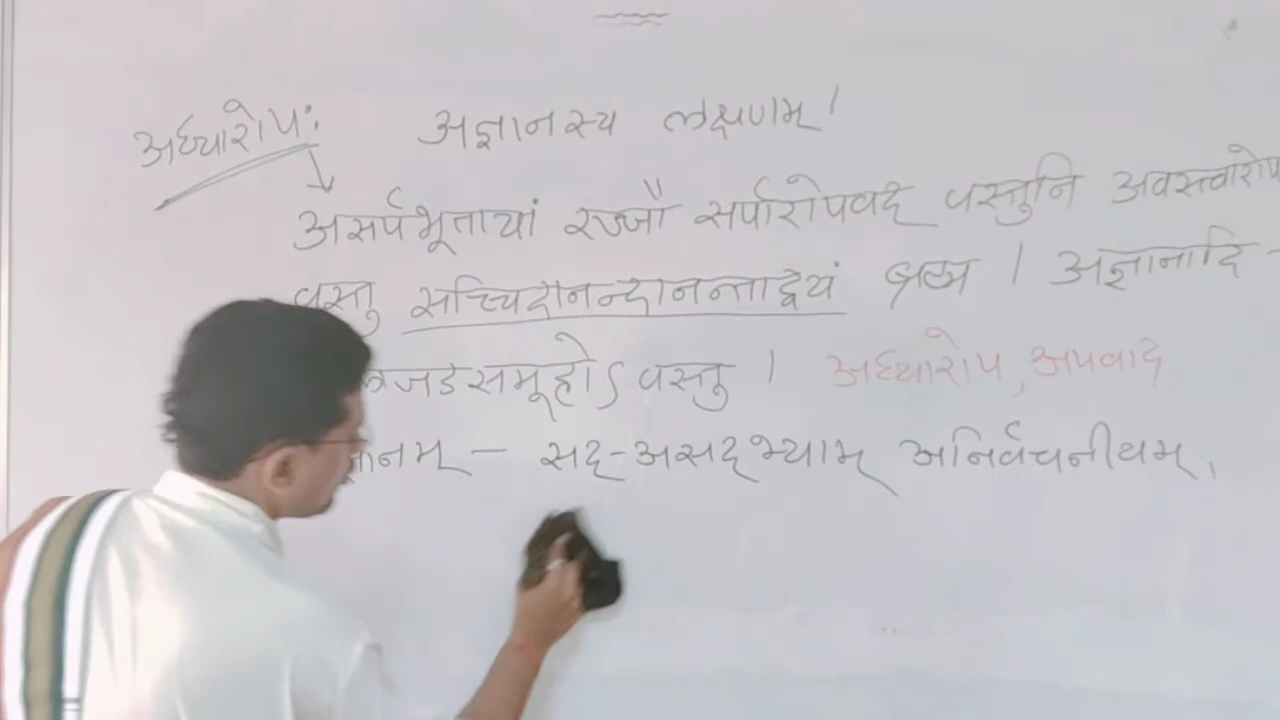 अध्यारोपः अज्ञानस्य लक्षणम् ।
असर्पभूतायां रज्जौ सर्पारोपवद् वस्तुनि अवस्त्वारोप
वस्तु सच्चिदानन्दानन्ताद्वयं ब्रह्म । अज्ञानादि -
जडसमूहोऽवस्तु । अध्यारोप, अपवाद
नम् - सद्-असद्भ्याम् अनिर्वचनीयम्,